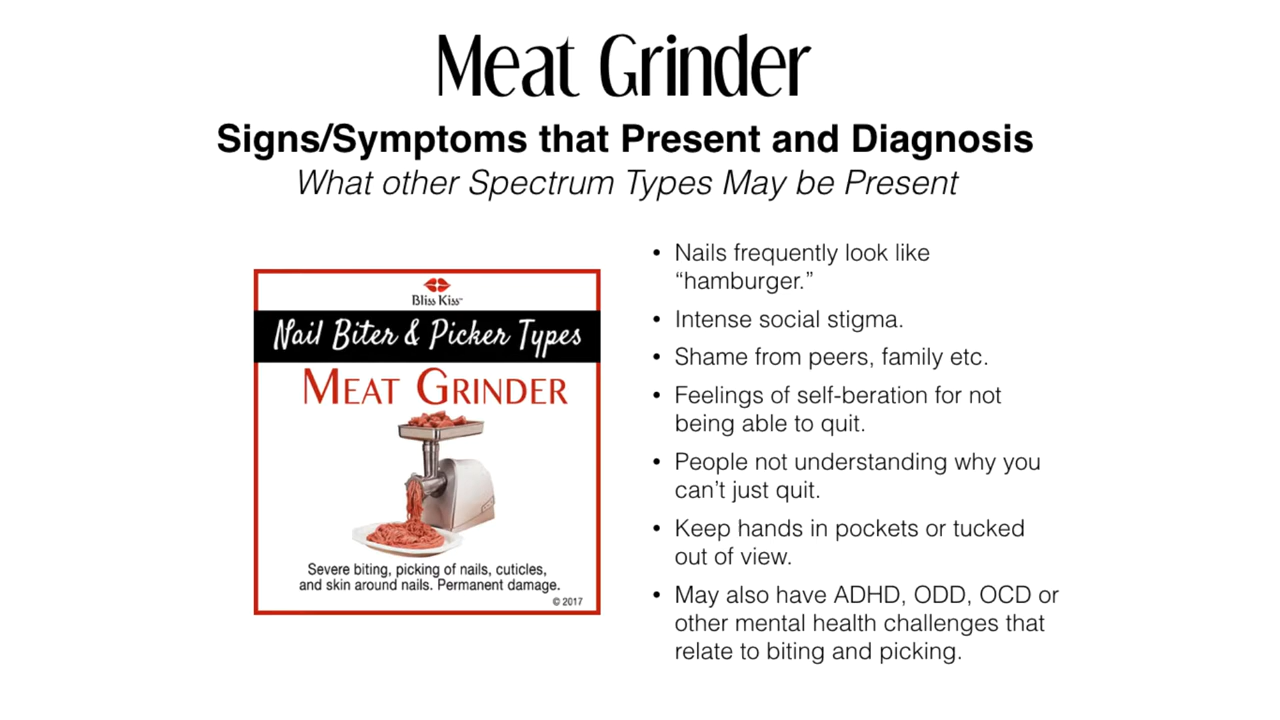 Meat Grinder
Signs/Symptoms that Present and Diagnosis
What other Spectrum Types May be Present
Bliss Kiss™
Nail Biter & Picker Types
MEAT GRINDER
Severe biting, picking of nails, cuticles,
and skin around nails. Permanent damage.
© 2017
• Nails frequently look like
“hamburger.”
• Intense social stigma.
• Shame from peers, family etc.
• Feelings of self-beration for not
being able to quit.
• People not understanding why you
can’t just quit.
• Keep hands in pockets or tucked
out of view.
• May also have ADHD, ODD, OCD or
other mental health challenges that
relate to biting and picking.